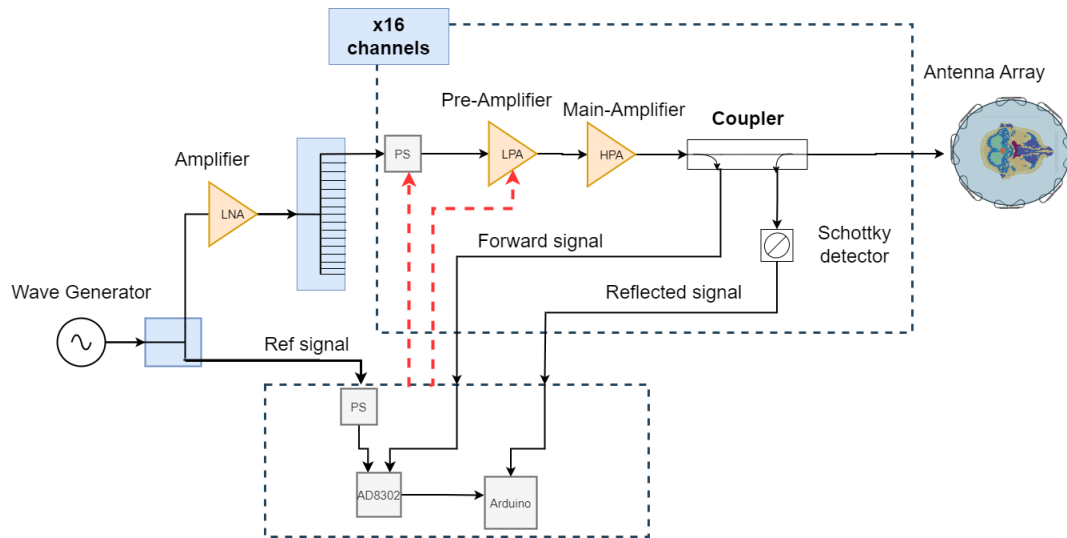 x16
channels
Antenna Array
Pre-Amplifier
Main-Amplifier
Coupler
Amplifier
PS
LPA
HPA
LNA
Forward signal
Schottky
detector
Wave Generator
Reflected signal
Ref signal
PS
AD8302
Arduino